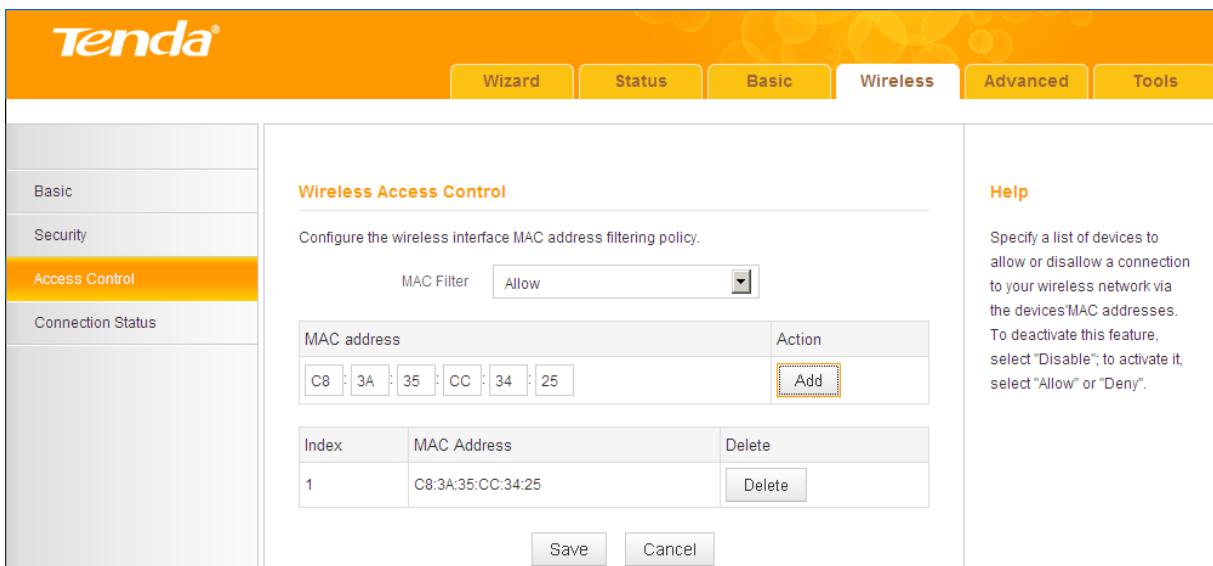 Tenda®
Wizard Status Basic Wireless Advanced Tools
Basic
Security
Access Control
Connection Status
Wireless Access Control
Configure the wireless interface MAC address filtering policy.
MAC Filter Allow
MAC address Action
C8 : 3A : 35 : CC : 34 : 25 Add
Index MAC Address Delete
1 C8:3A:35:CC:34:25 Delete
Save Cancel
Help
Specify a list of devices to
allow or disallow a connection
to your wireless network via
the devices'MAC addresses.
To deactivate this feature,
select "Disable"; to activate it,
select "Allow" or "Deny".